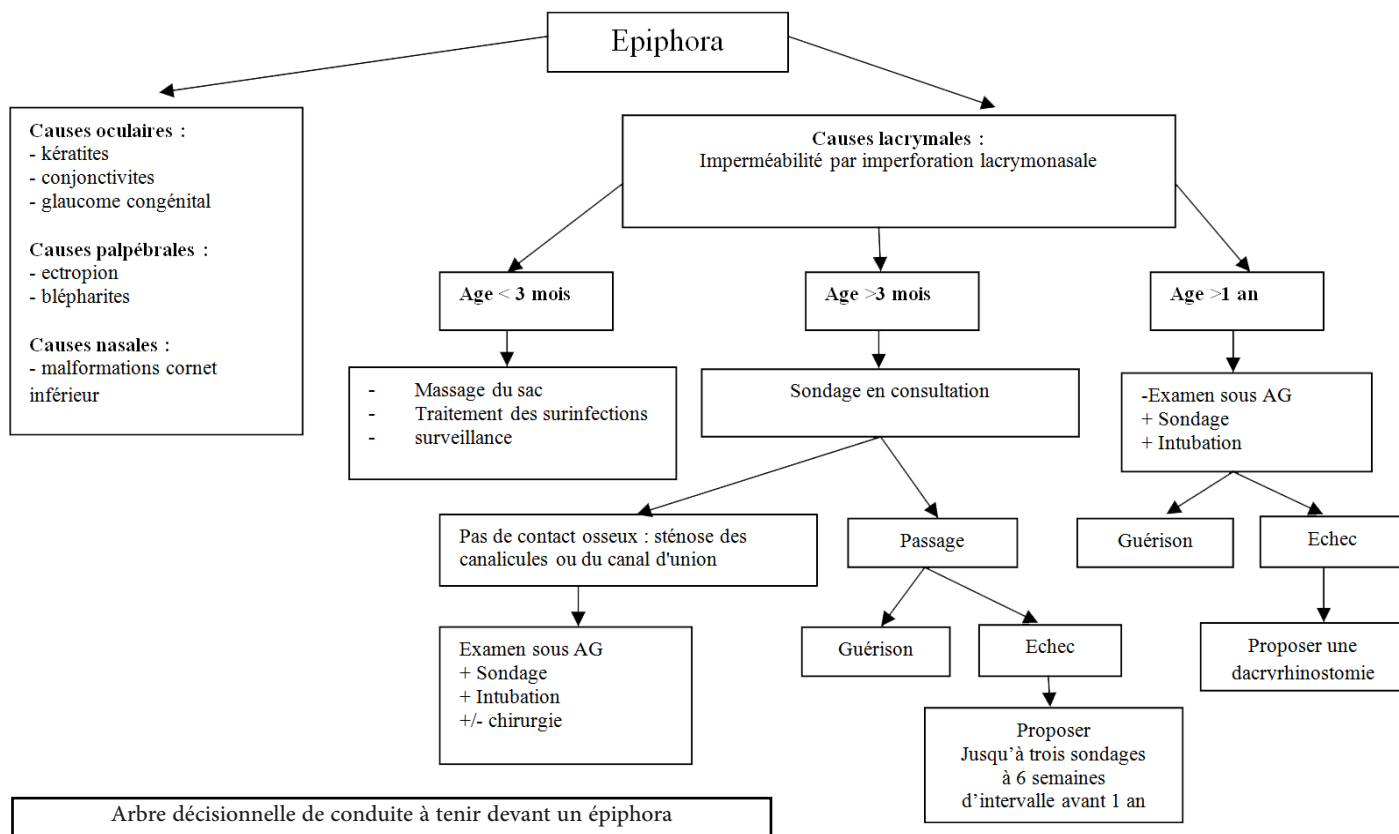 Epiphora
Causes oculaires :
- kératites
- conjonctivites
- glaucome congénital
Causes palpébrales :
- ectropion
- blépharites
Causes nasales :
- malformations cornet
inférieur
Causes lacrymales :
Imperméabilité par imperforation lacrymonasale
Age < 3 mois
Age >3 mois
Age >1 an
- Massage du sac
- Traitement des surinfections
- surveillance
Sondage en consultation
-Examen sous AG
+ Sondage
+ Intubation
Pas de contact osseux : sténose des
canalicules ou du canal d'union
Passage
Guérison
Echec
Examen sous AG
+ Sondage
+ Intubation
+/- chirurgie
Guérison
Echec
Proposer une
dacryrhinostomie
Proposer
Jusqu’à trois sondages
à 6 semaines
d’intervalle avant 1 an
Arbre décisionnelle de conduite à tenir devant un épiphora